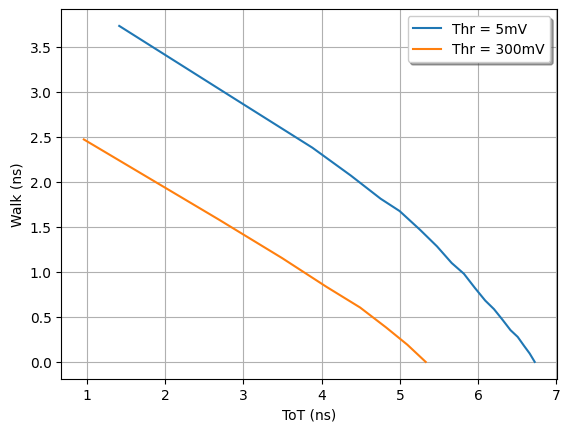 Thr = 5mV
Thr = 300mV
Walk (ns)
3.5
3.0
2.5
2.0
1.5
1.0
0.5
0.0
1 2 3 4 5 6 7
ToT (ns)